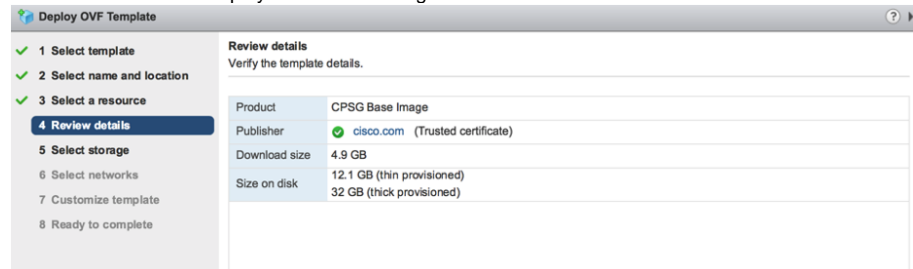 Deploy OVF Template
1 Select template
2 Select name and location
3 Select a resource
4 Review details
5 Select storage
6 Select networks
7 Customize template
8 Ready to complete
Review details
Verify the template details.
Product CPSG Base Image
Publisher cisco.com (Trusted certificate)
Download size 4.9 GB
Size on disk 12.1 GB (thin provisioned)
32 GB (thick provisioned)